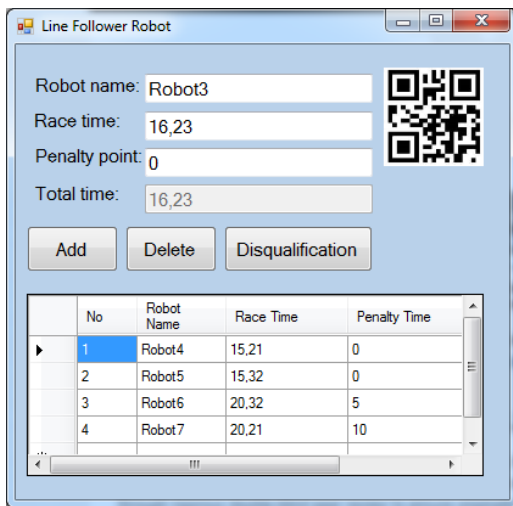 Line Follower Robot
Robot name: Robot3
Race time: 16,23
Penalty point: 0
Total time: 16,23
Add Delete Disqualification
No Robot Name Race Time Penalty Time
1 Robot4 15,21 0
2 Robot5 15,32 0
3 Robot6 20,32 5
4 Robot7 20,21 10